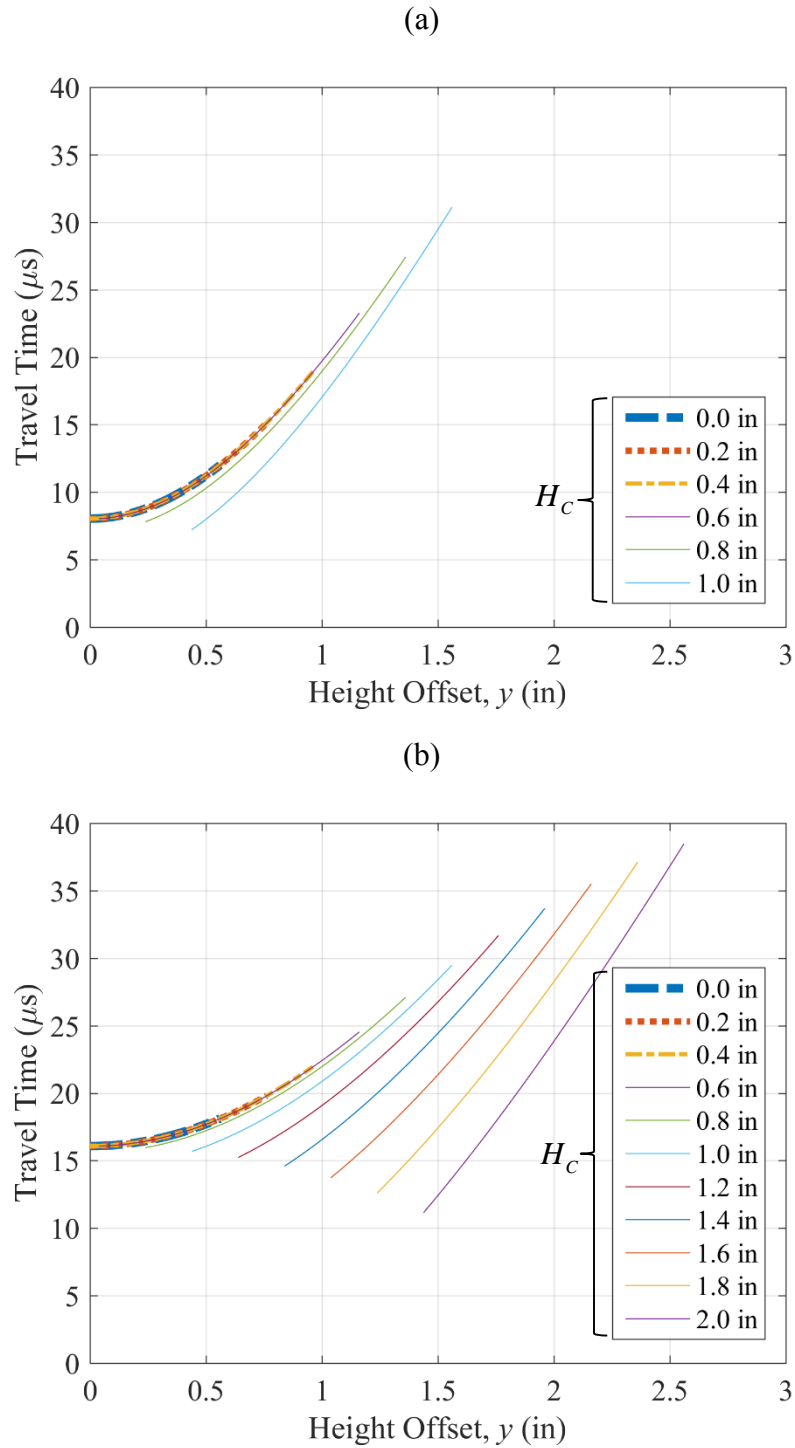 (a)
40
35
30
25
20
15
10
5
0
Travel Time (μs)
0 0.5 1 1.5 2 2.5 3
Height Offset, y (in)
H_C
0.0 in
0.2 in
0.4 in
0.6 in
0.8 in
1.0 in
(b)
40
35
30
25
20
15
10
5
0
Travel Time (μs)
0 0.5 1 1.5 2 2.5 3
Height Offset, y (in)
H_C
0.0 in
0.2 in
0.4 in
0.6 in
0.8 in
1.0 in
1.2 in
1.4 in
1.6 in
1.8 in
2.0 in